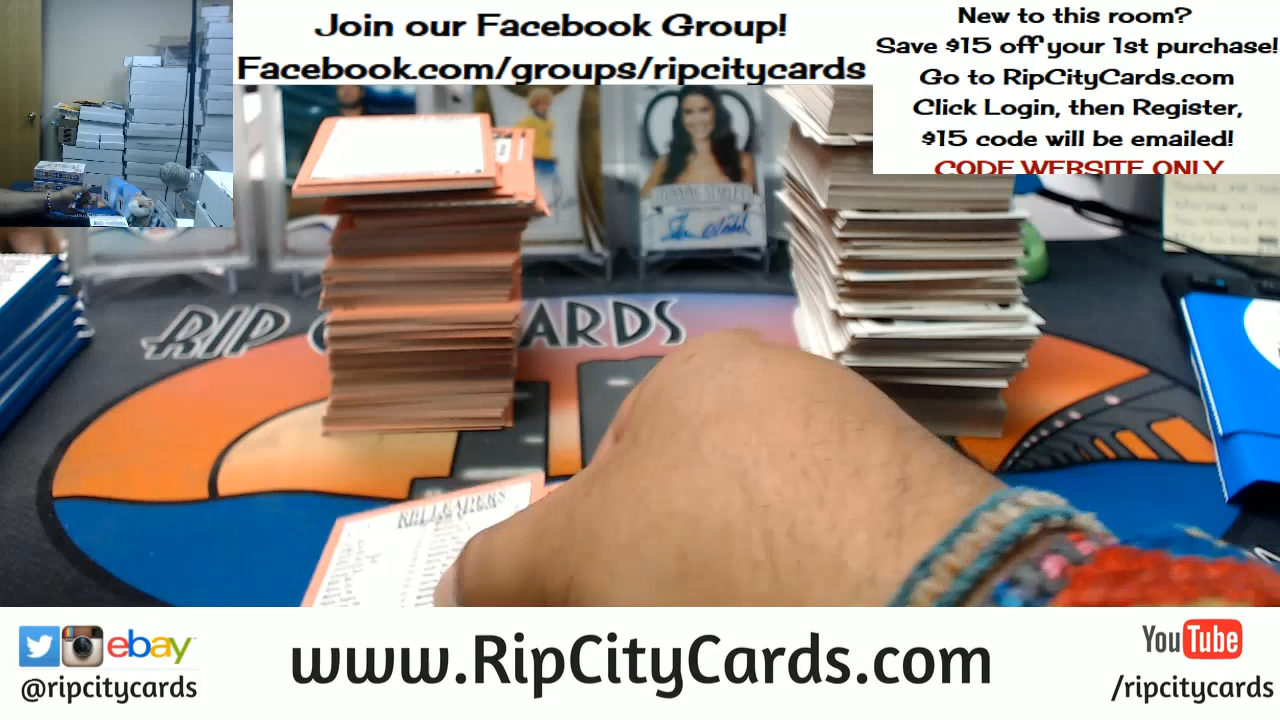 Join our Facebook Group!
Facebook.com/groups/ripcitycards
New to this room?
Save $15 off your 1st purchase!
Go to RipCityCards.com
Click Login, then Register,
$15 code will be emailed!
CODE WEBSITE ONLY
RIP CARDS
ebay
@ripcitycards
www.RipCityCards.com
YouTube
/ripcitycards